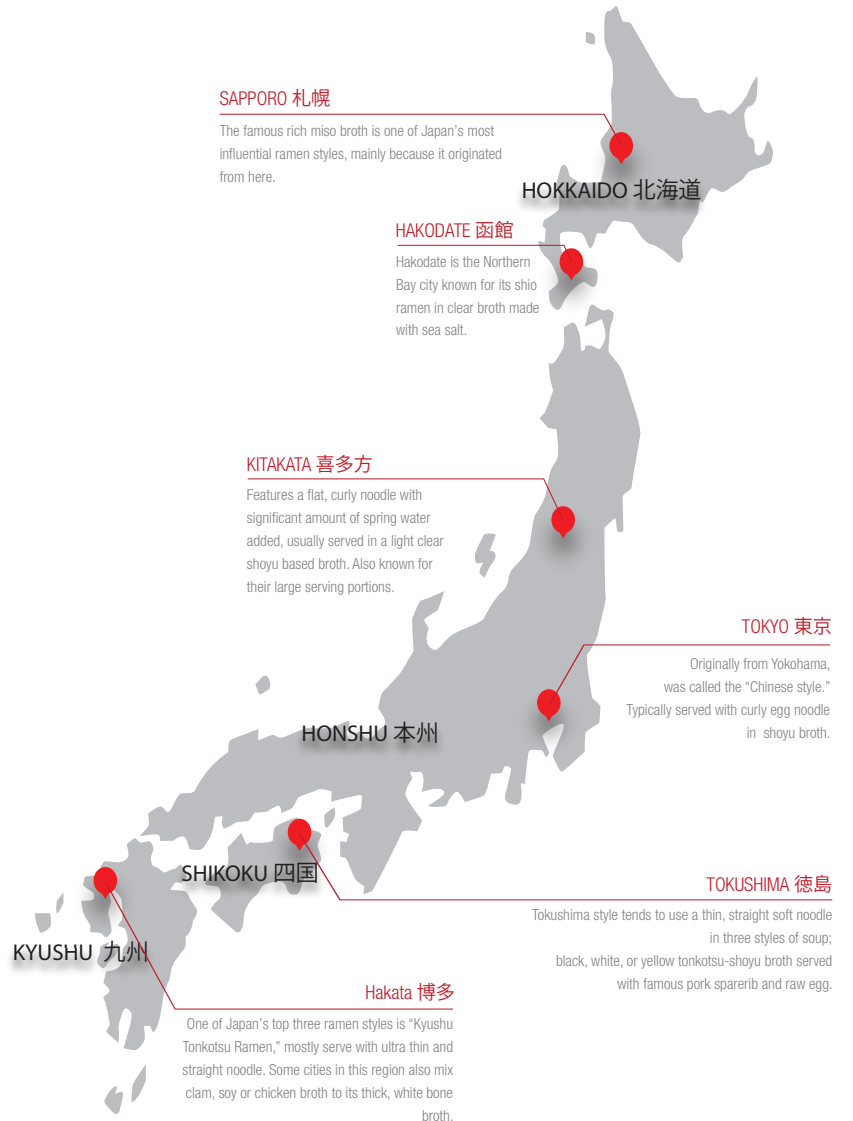 SAPPORO 札幌
The famous rich miso broth is one of Japan's most
influential ramen styles, mainly because it originated
from here.
HOKKAIDO 北海道
HAKODATE 函館
Hakodate is the Northern
Bay city known for its shio
ramen in clear broth made
with sea salt.
KITAKATA 喜多方
Features a flat, curly noodle with
significant amount of spring water
added, usually served in a light clear
shoyu based broth. Also known for
their large serving portions.
TOKYO 東京
Originally from Yokohama,
was called the “Chinese style.”
Typically served with curly egg noodle
in shoyu broth.
HONSHU 本州
SHIKOKU 四国
TOKUSHIMA 徳島
Tokushima style tends to use a thin, straight soft noodle
in three styles of soup;
black, white, or yellow tonkotsu-shoyu broth served
with famous pork sparerib and raw egg.
KYUSHU 九州
Hakata 博多
One of Japan's top three ramen styles is “Kyushu
Tonkotsu Ramen,” mostly serve with ultra thin and
straight noodle. Some cities in this region also mix
clam, soy or chicken broth to its thick, white bone
broth.